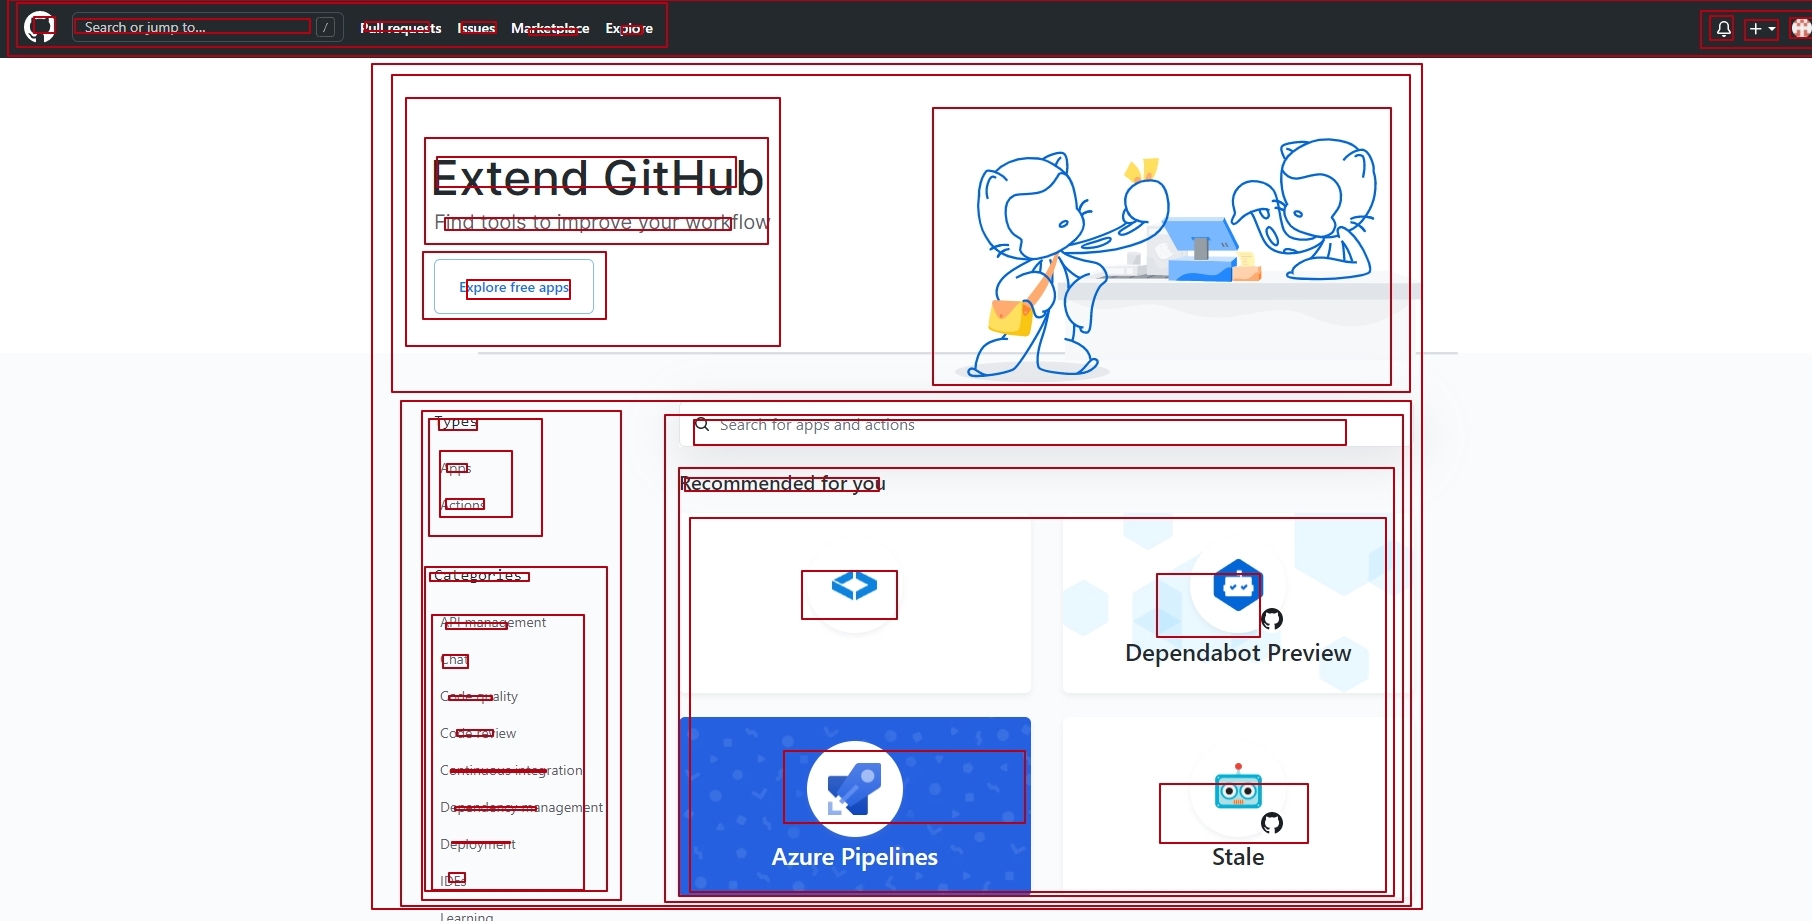 Search or jump to...
/
Pull requests
Issues
Marketplace
Explore
Extend GitHub
Find tools to improve your workflow
Explore free apps
Types
Apps
Actions
Categories
API management
Chat
Code quality
Code review
Continuous integration
Dependency management
Deployment
IDEs
Learning
Search for apps and actions
Recommended for you
Dependabot Preview
Azure Pipelines
Stale